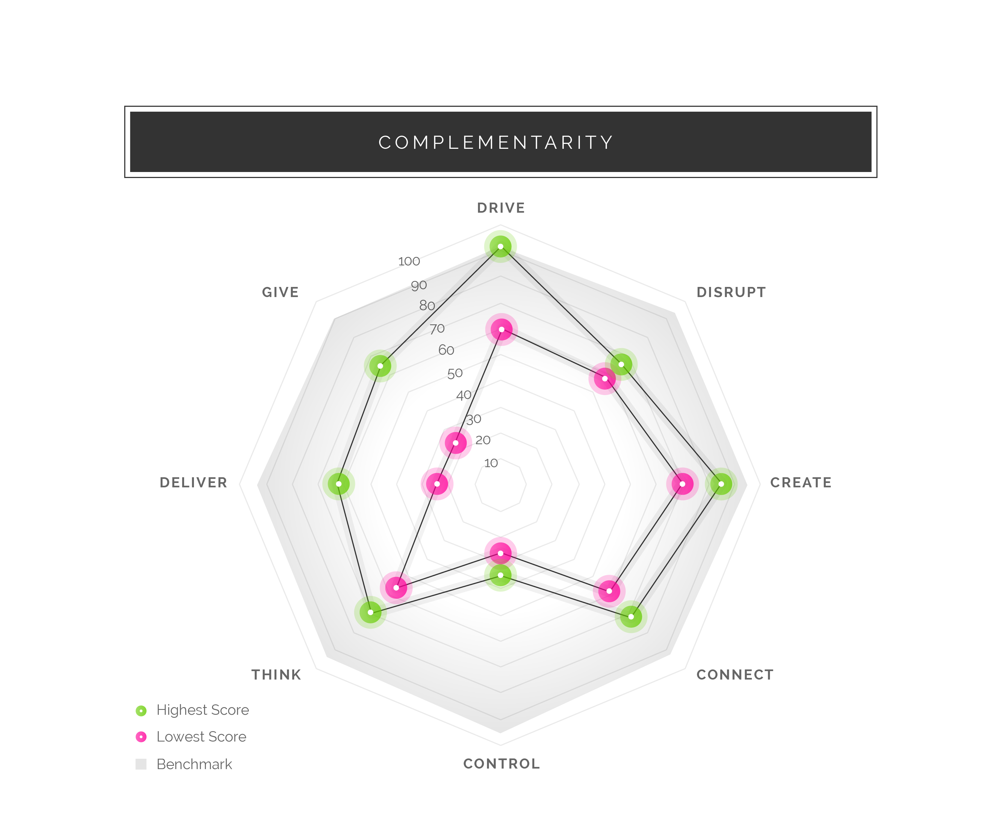 COMPLEMENTARITY
DRIVE
100
90
80
70
60
50
40
30
20
10
GIVE
DISRUPT
DELIVER
CREATE
THINK
CONNECT
CONTROL
Highest Score
Lowest Score
Benchmark